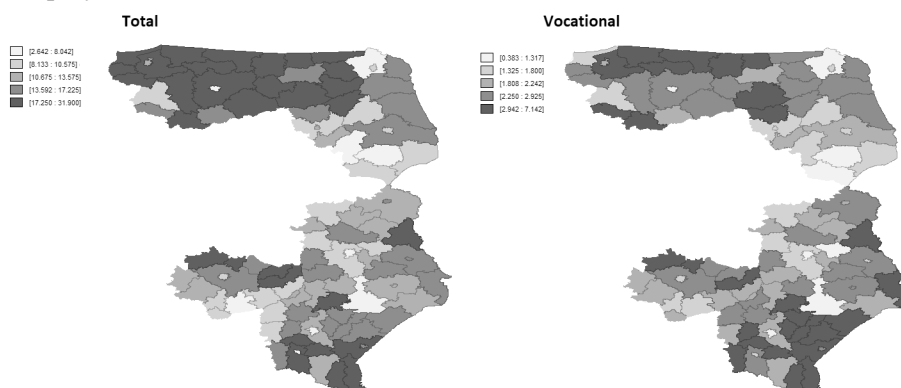 Total
[2.642 : 8.042]
[8.133 : 10.575]
[10.675 : 13.575]
[13.592 : 17.225]
[17.250 : 31.900]
Vocational
[0.383 : 1.317]
[1.325 : 1.800]
[1.808 : 2.242]
[2.250 : 2.925]
[2.942 : 7.142]